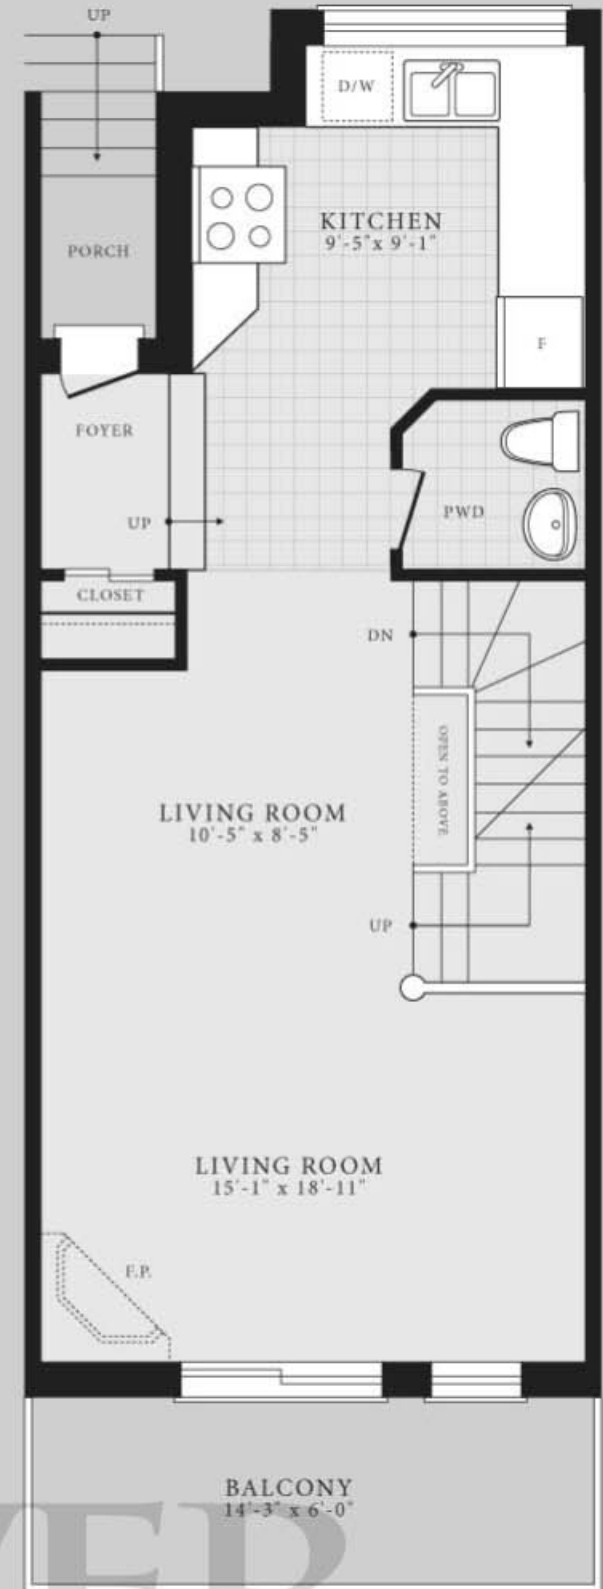 UP
D/W
KITCHEN
9'-5"x 9'-1"
PORCH
F
FOYER
PWD
UP
CLOSET
DN
OPEN TO ABOVE
LIVING ROOM
10'-5" x 8'-5"
UP
LIVING ROOM
15'-1" x 18'-11"
F.P.
BALCONY
14'-3" x 6'-0"